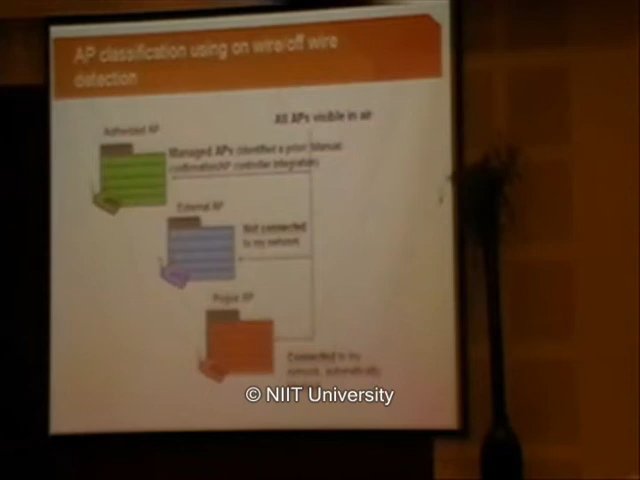 AP classification using on wire/off wire
detection
All APs visible in air
Authorized AP
Managed APs (Identified a priori Manual
confirmation/AP controller integration)
External AP
Not connected
to my network
Rogue AP
Connected to my
network, automatically
© NIIT University